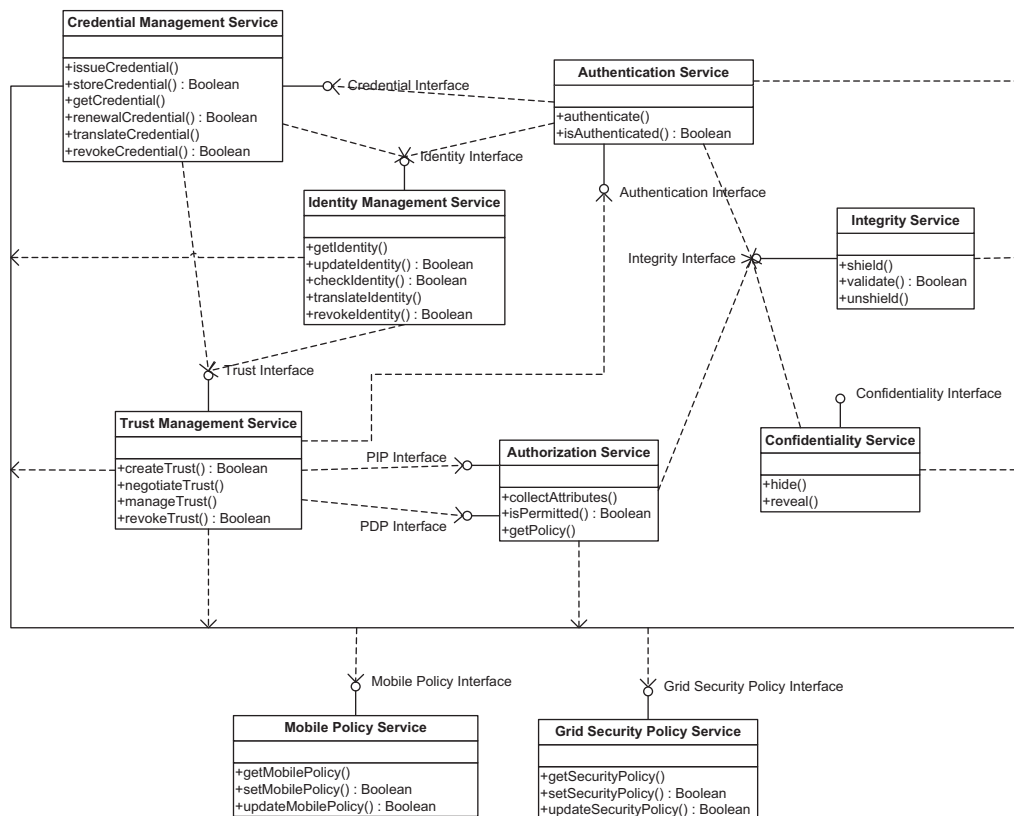 Credential Management Service
+issueCredential()
+storeCredential() : Boolean
+getCredential()
+renewalCredential() : Boolean
+translateCredential()
+revokeCredential() : Boolean
Credential Interface
Authentication Service
+authenticate()
+isAuthenticated() : Boolean
Identity Interface
Authentication Interface
Identity Management Service
+getIdentity()
+updateIdentity() : Boolean
+checkIdentity() : Boolean
+translateIdentity()
+revokeIdentity() : Boolean
Integrity Interface
Integrity Service
+shield()
+validate() : Boolean
+unshield()
Trust Interface
Confidentiality Interface
Trust Management Service
+createTrust() : Boolean
+negotiateTrust()
+manageTrust()
+revokeTrust() : Boolean
PIP Interface
PDP Interface
Authorization Service
+collectAttributes()
+isPermitted() : Boolean
+getPolicy()
Confidentiality Service
+hide()
+reveal()
Mobile Policy Interface
Grid Security Policy Interface
Mobile Policy Service
+getMobilePolicy()
+setMobilePolicy() : Boolean
+updateMobilePolicy() : Boolean
Grid Security Policy Service
+getSecurityPolicy()
+setSecurityPolicy() : Boolean
+updateSecurityPolicy() : Boolean